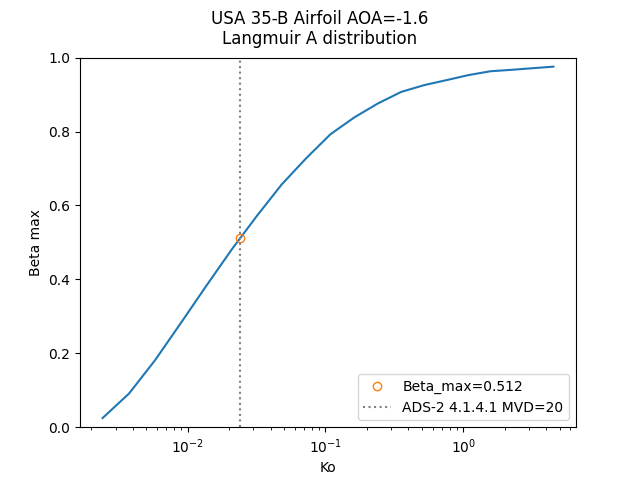 USA 35-B Airfoil AOA=-1.6
Langmuir A distribution
1.0
0.8
0.6
0.4
0.2
0.0
Beta max
10⁻²
10⁻¹
10⁰
Ko
Beta_max=0.512
ADS-2 4.1.4.1 MVD=20